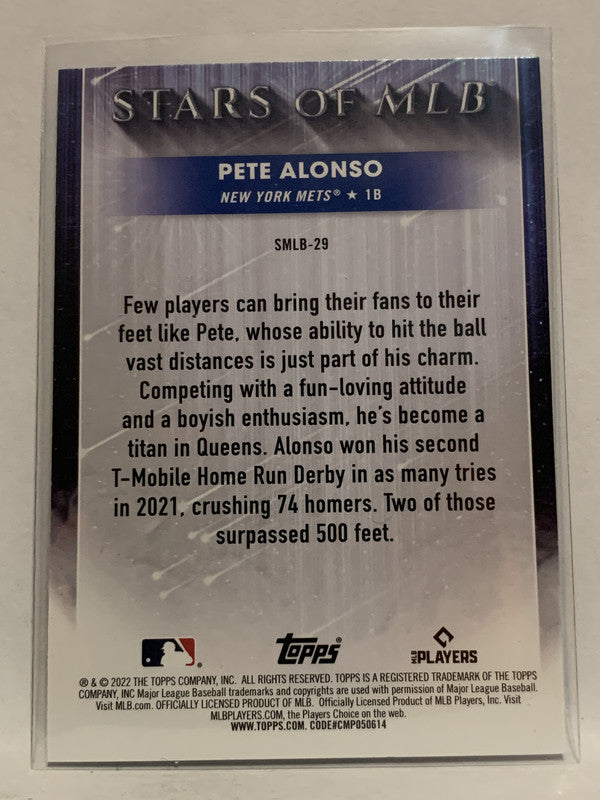 STARS OF MLB
PETE ALONSO
NEW YORK METS® ★ 1B
SMLB-29
Few players can bring their fans to their
feet like Pete, whose ability to hit the ball
vast distances is just part of his charm.
Competing with a fun-loving attitude
and a boyish enthusiasm, he's become a
titan in Queens. Alonso won his second
T-Mobile Home Run Derby in as many tries
in 2021, crushing 74 homers. Two of those
surpassed 500 feet.
topps®
MLB PLAYERS
® & © 2022 THE TOPPS COMPANY, INC. ALL RIGHTS RESERVED. TOPPS IS A REGISTERED TRADEMARK OF THE TOPPS
COMPANY, INC Major League Baseball trademarks and copyrights are used with permission of Major League Baseball.
Visit MLB.com. OFFICIALLY LICENSED PRODUCT OF MLB. Officially Licensed Product of MLB Players, Inc. Visit
MLBPLAYERS.COM, the Players Choice on the web.
WWW.TOPPS.COM. CODE#CMP050614